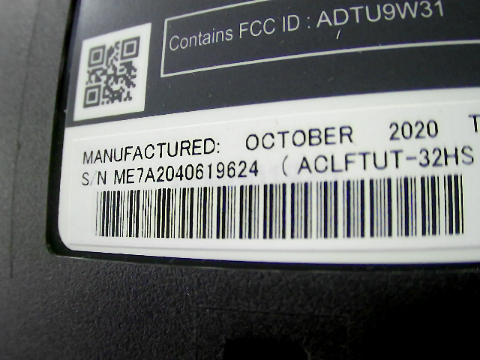 Contains FCC ID : ADTU9W31
MANUFACTURED: OCTOBER 2020 T
S/N ME7A2040619624 ( ACLFTUT-32HS